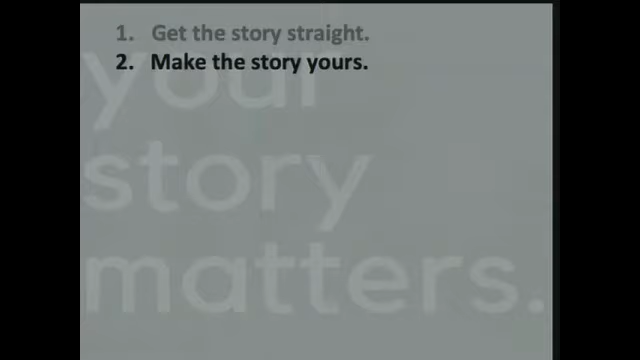 1. Get the story straight.
2. Make the story yours.
your
story
matters.